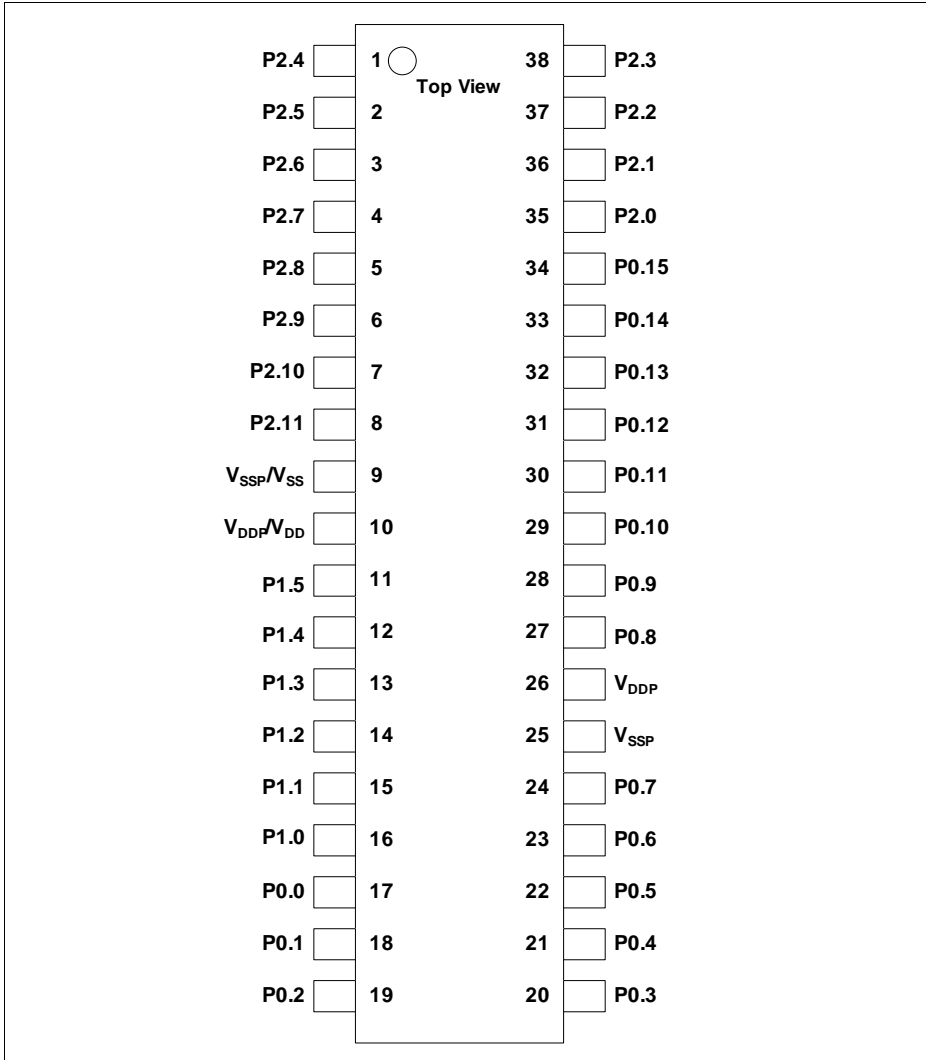 P2.4 1 38 P2.3
Top View
P2.5 2 37 P2.2
P2.6 3 36 P2.1
P2.7 4 35 P2.0
P2.8 5 34 P0.15
P2.9 6 33 P0.14
P2.10 7 32 P0.13
P2.11 8 31 P0.12
VSSP/VSS 9 30 P0.11
VDDP/VDD 10 29 P0.10
P1.5 11 28 P0.9
P1.4 12 27 P0.8
P1.3 13 26 VDDP
P1.2 14 25 VSSP
P1.1 15 24 P0.7
P1.0 16 23 P0.6
P0.0 17 22 P0.5
P0.1 18 21 P0.4
P0.2 19 20 P0.3